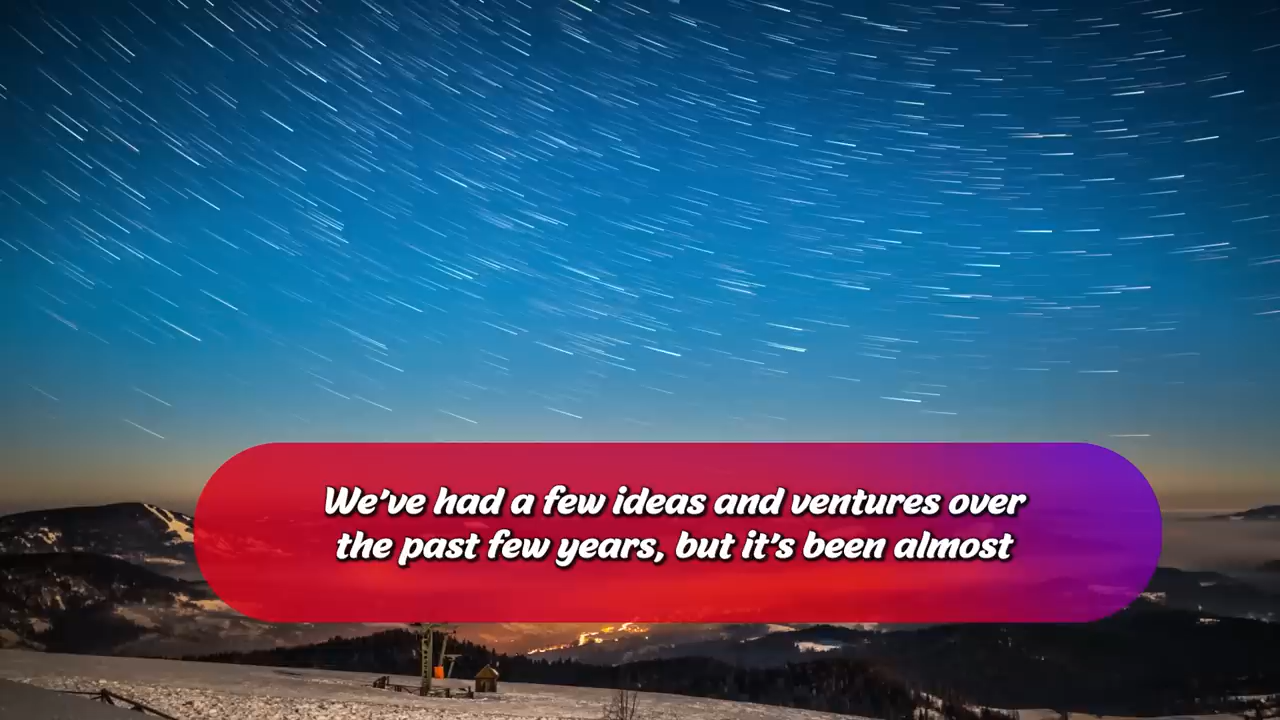 We've had a few ideas and ventures over
the past few years, but it's been almost